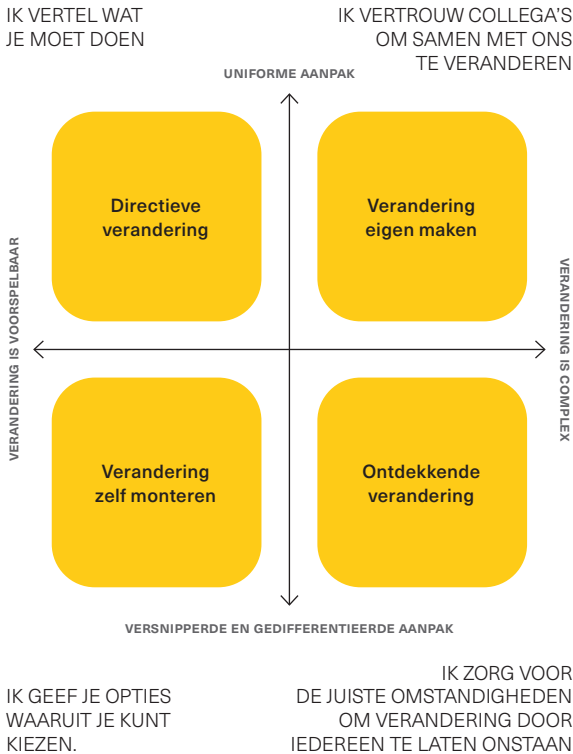 IK VERTEL WAT
JE MOET DOEN
IK VERTROUW COLLEGA'S
OM SAMEN MET ONS
TE VERANDEREN
UNIFORME AANPAK
Directieve
verandering
Verandering
eigen maken
VERANDERING IS VOORSPELBAAR
VERANDERING IS COMPLEX
Verandering
zelf monteren
Ontdekkende
verandering
VERSNIPPERDE EN GEDIFFERENTIEERDE AANPAK
IK GEEF JE OPTIES
WAARUIT JE KUNT
KIEZEN.
IK ZORG VOOR
DE JUISTE OMSTANDIGHEDEN
OM VERANDERING DOOR
IEDEREEN TE LATEN ONSTAAN